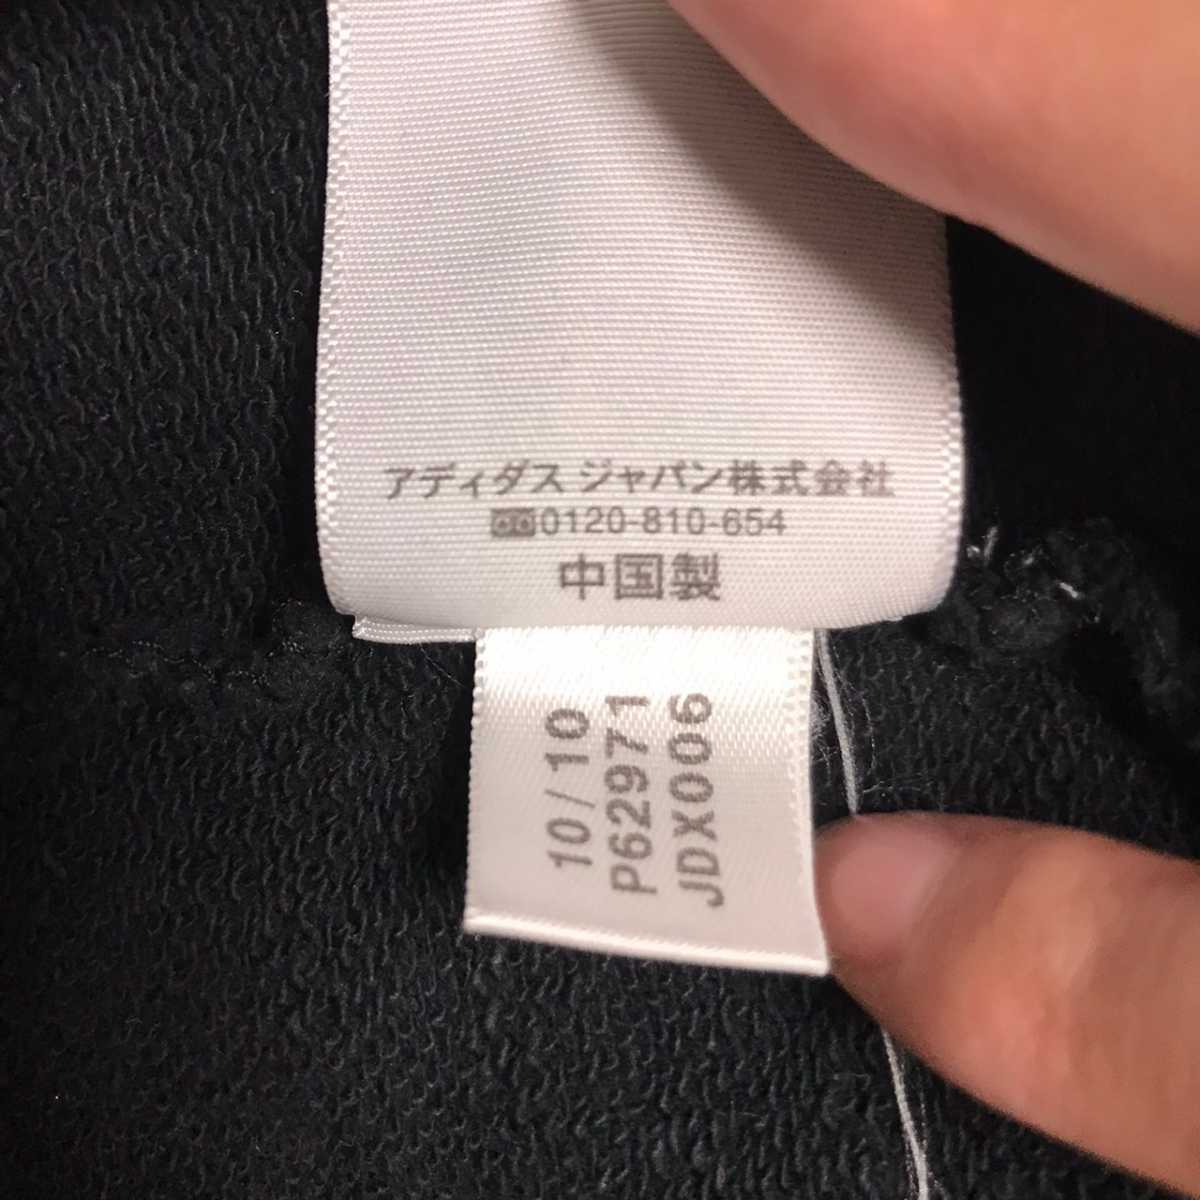 アディダス ジャパン株式会社
0120-810-654
中国製
10/10
P62971
JDX006